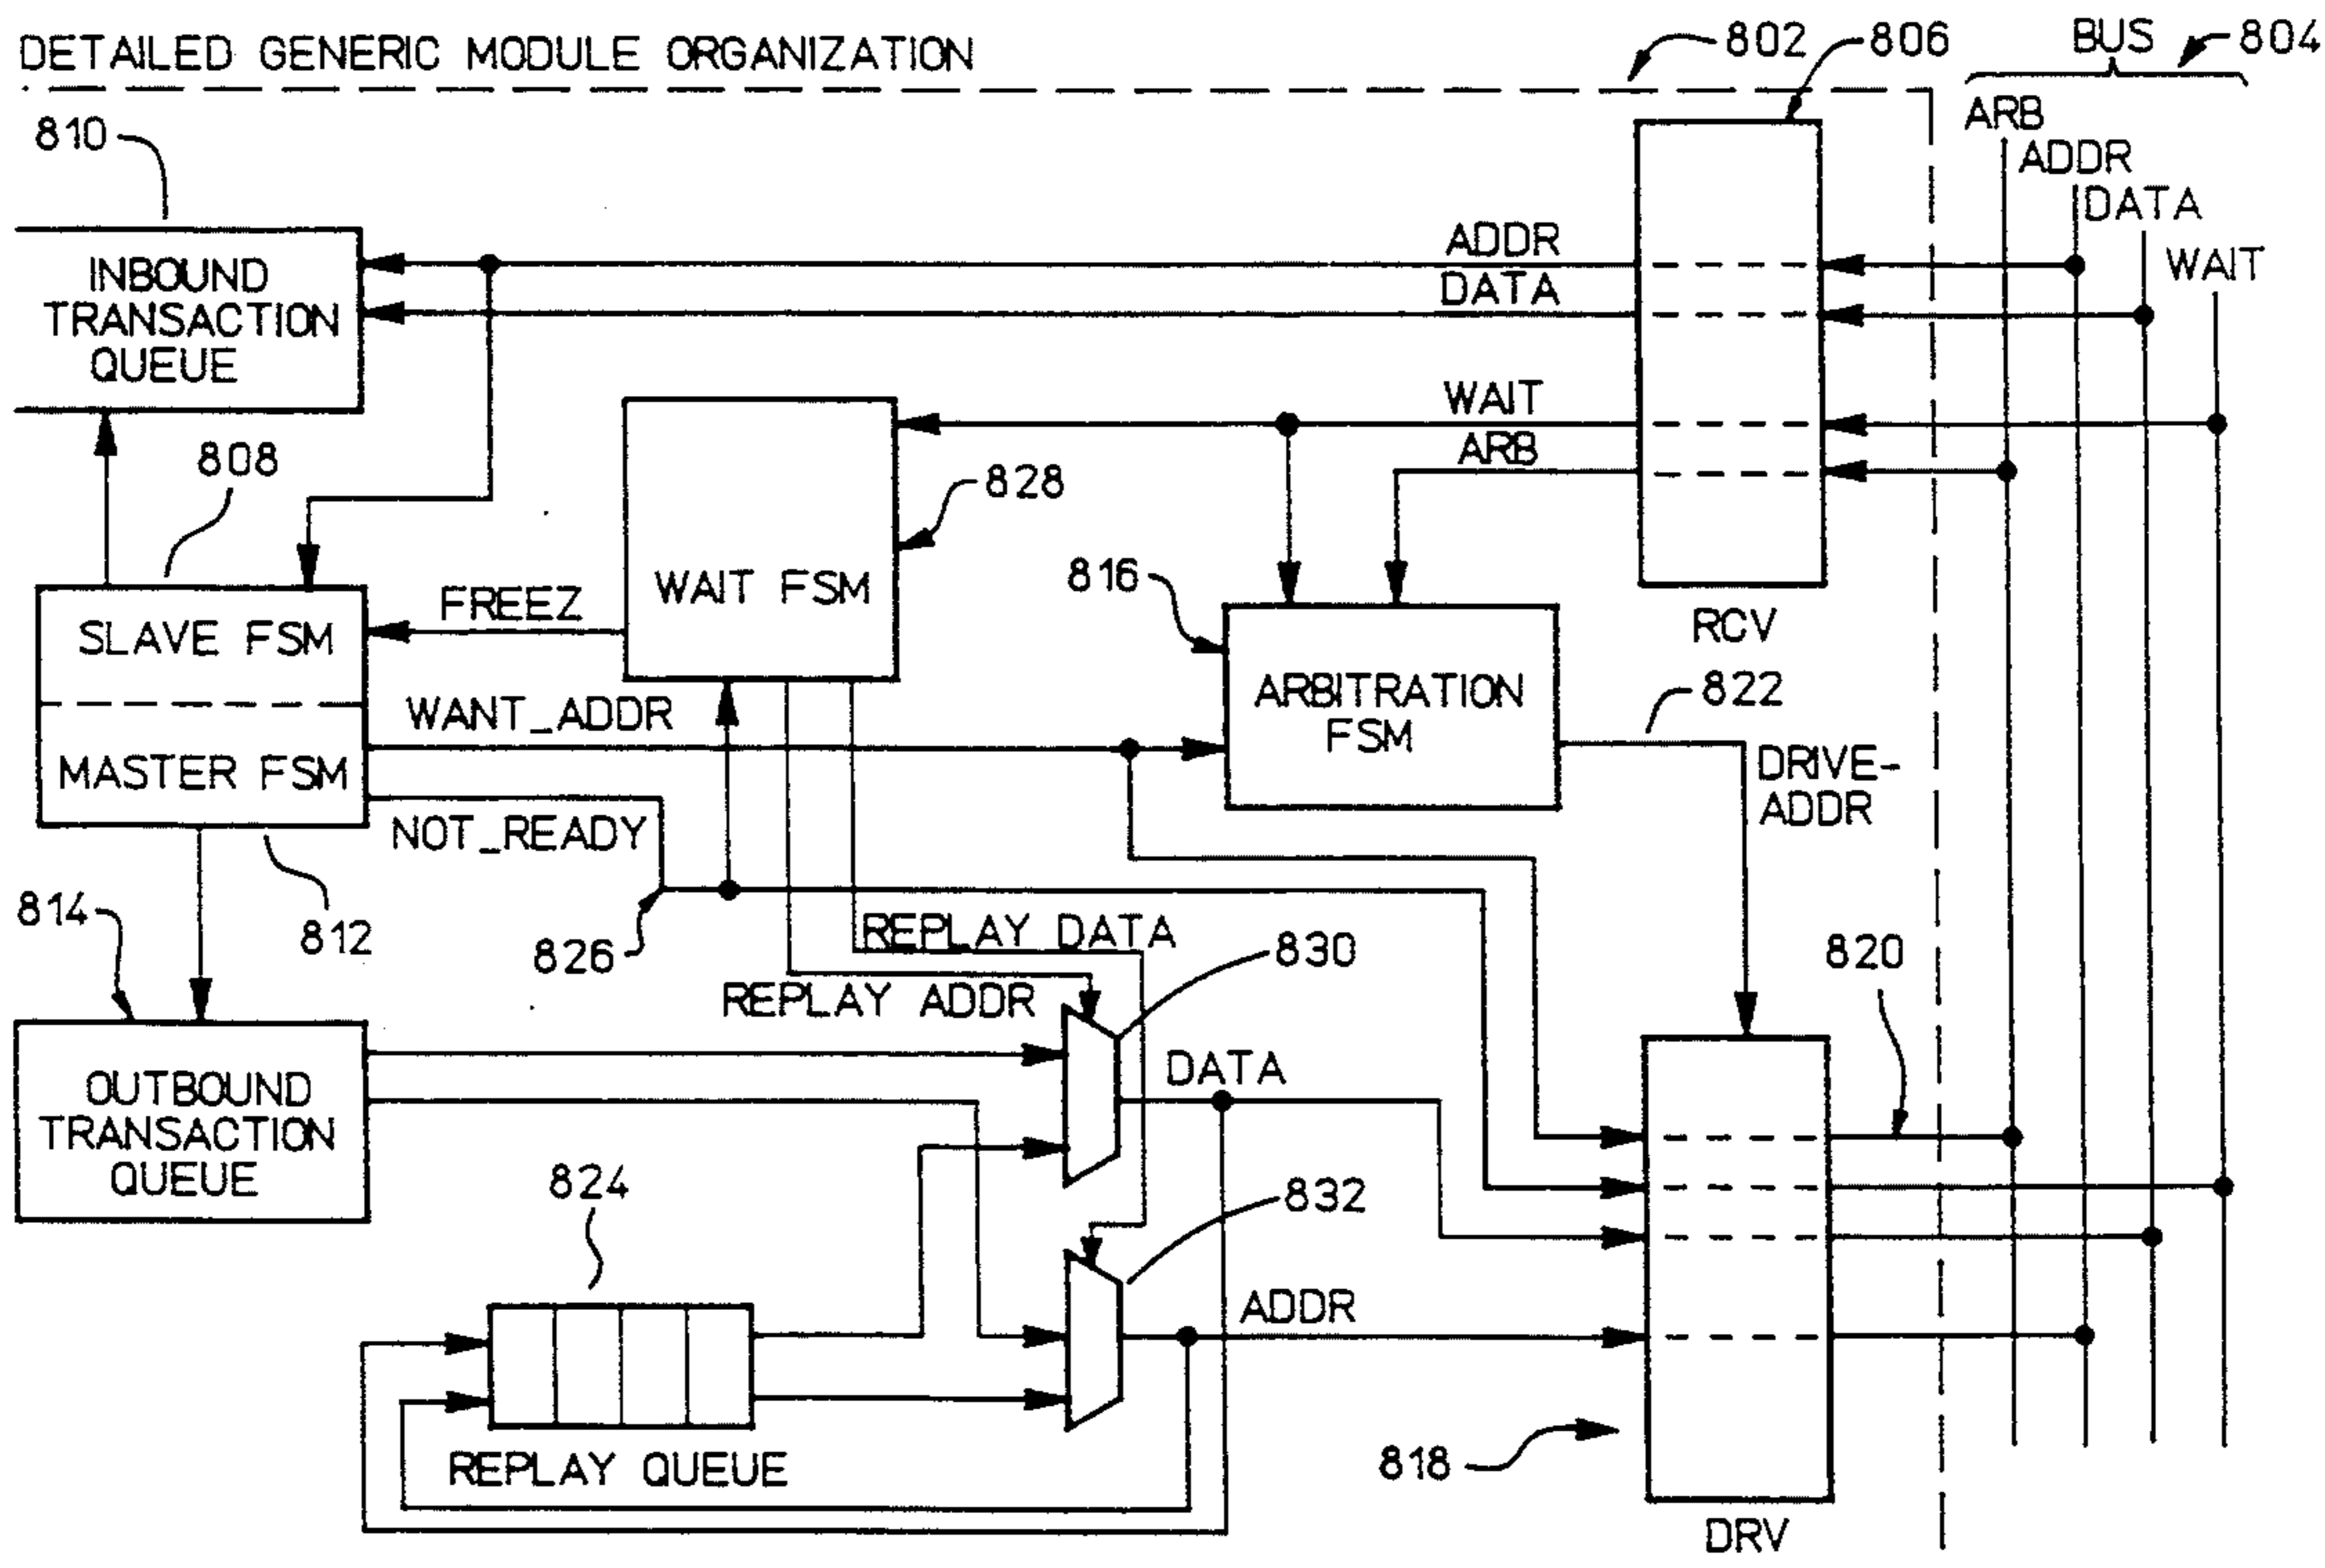 DETAILED GENERIC MODULE ORGANIZATION
802
806
BUS
804
810
ARB
ADDR
DATA
WAIT
INBOUND
TRANSACTION
QUEUE
ADDR
DATA
WAIT
ARB
808
828
816
SLAVE FSM
FREEZ
WAIT FSM
RCV
MASTER FSM
WANT_ADDR
ARBITRATION
FSM
822
DRIVE-
ADDR
NOT_READY
814
812
826
REPLAY DATA
REPLAY ADDR
830
820
OUTBOUND
TRANSACTION
QUEUE
DATA
824
832
ADDR
REPLAY QUEUE
818
DRV